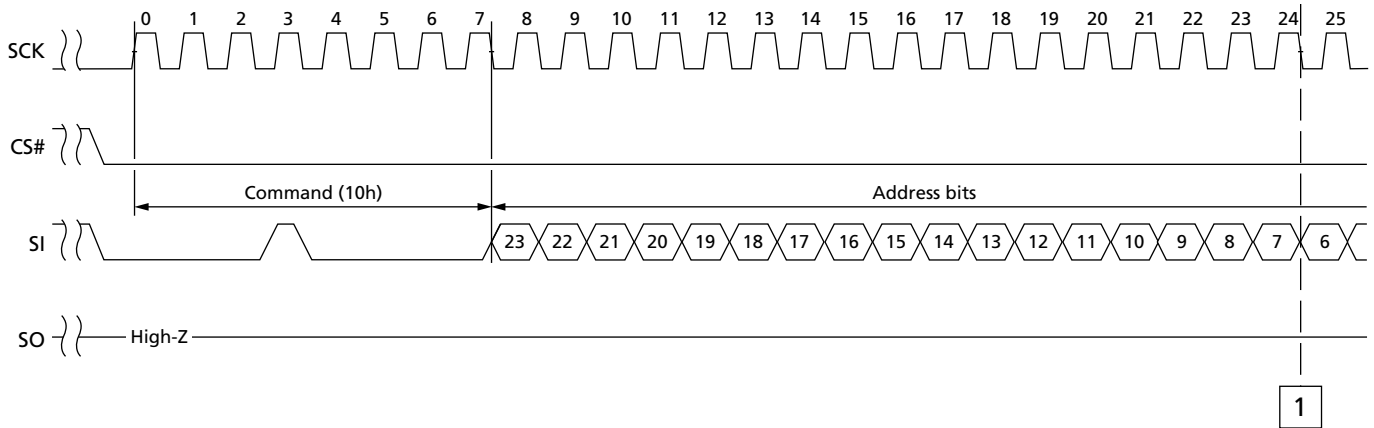 0 1 2 3 4 5 6 7 8 9 10 11 12 13 14 15 16 17 18 19 20 21 22 23 24 25
SCK
CS#
Command (10h) Address bits
SI 23 22 21 20 19 18 17 16 15 14 13 12 11 10 9 8 7 6
SO High-Z
1